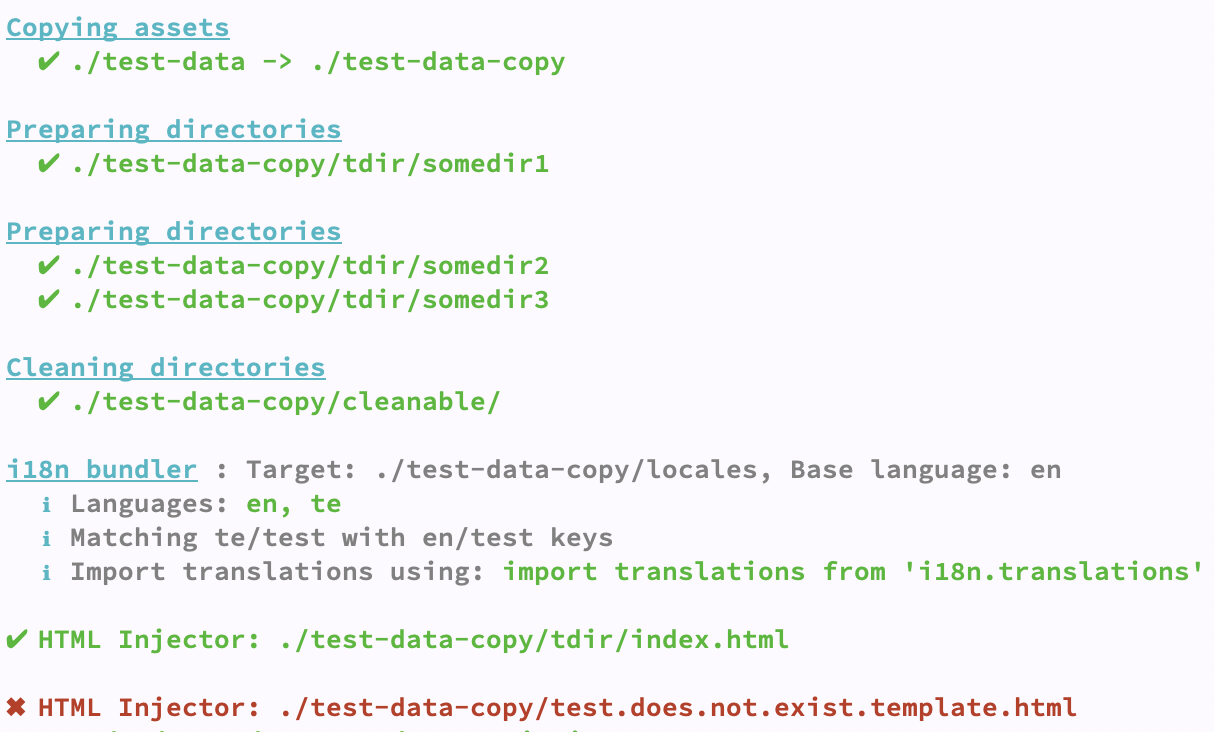 Copying assets
✔ ./test-data -> ./test-data-copy
Preparing directories
✔ ./test-data-copy/tdir/somedir1
Preparing directories
✔ ./test-data-copy/tdir/somedir2
✔ ./test-data-copy/tdir/somedir3
Cleaning directories
✔ ./test-data-copy/cleanable/
i18n bundler : Target: ./test-data-copy/locales, Base language: en
ℹ Languages: en, te
ℹ Matching te/test with en/test keys
ℹ Import translations using: import translations from 'i18n.translations'
✔ HTML Injector: ./test-data-copy/tdir/index.html
✖ HTML Injector: ./test-data-copy/test.does.not.exist.template.html